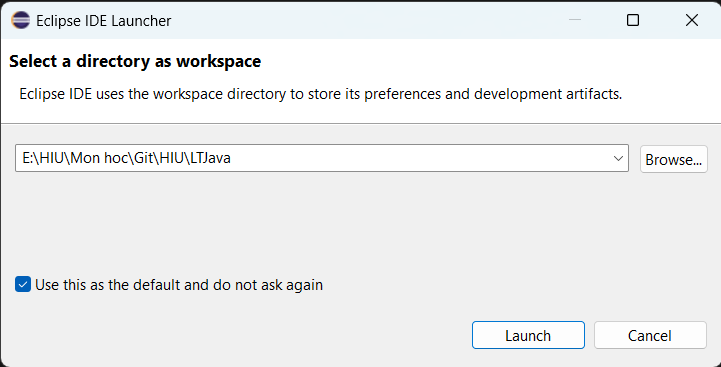 Eclipse IDE Launcher
Select a directory as workspace
Eclipse IDE uses the workspace directory to store its preferences and development artifacts.
E:\HIU\Mon hoc\Git\HIU\LTJava
Browse...
Use this as the default and do not ask again
Launch
Cancel